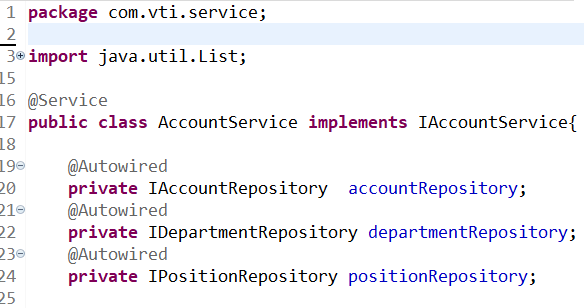 1 package com.vti.service;
2
3 import java.util.List;
15
16 @Service
17 public class AccountService implements IAccountService{
18
19 @Autowired
20 private IAccountRepository  accountRepository;
21 @Autowired
22 private IDepartmentRepository departmentRepository;
23 @Autowired
24 private IPositionRepository positionRepository;
25